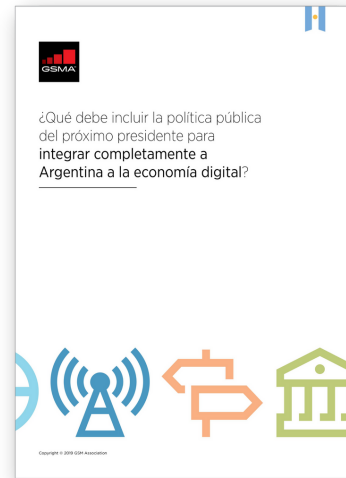 GSMA
¿Qué debe incluir la política pública
del próximo presidente para
integrar completamente a
Argentina a la economía digital?
Copyright © 2019 GSM Association